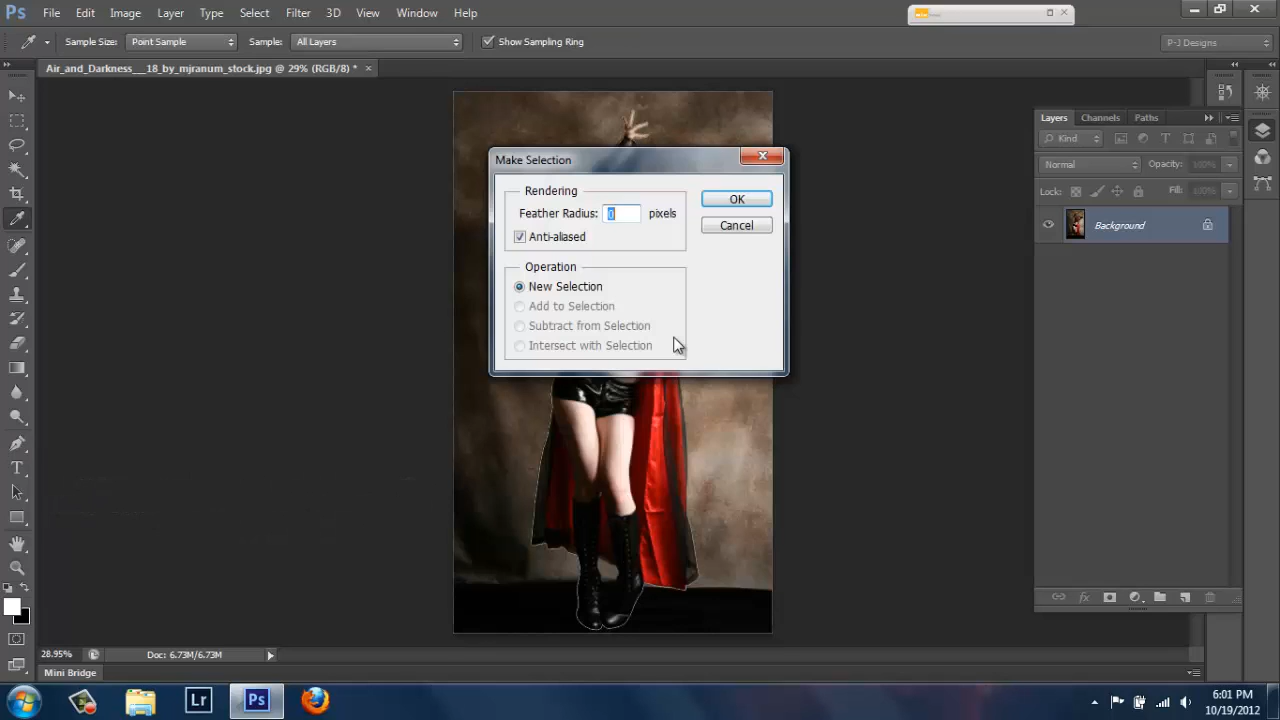 Ps File Edit Image Layer Type Select Filter 3D View Window Help
Sample Size: Point Sample Sample: All Layers Show Sampling Ring P-J Designs
Air_and_Darkness___18_by_mjranum_stock.jpg @ 29% (RGB/8) *
Layers Channels Paths
Kind
Normal Opacity: 100%
Lock: Fill: 100%
Background
Make Selection
Rendering
Feather Radius: 0 pixels
Anti-aliased
OK
Cancel
Operation
New Selection
Add to Selection
Subtract from Selection
Intersect with Selection
28.95% Doc: 6.73M/6.73M
Mini Bridge
Lr Ps
6:01 PM
10/19/2012